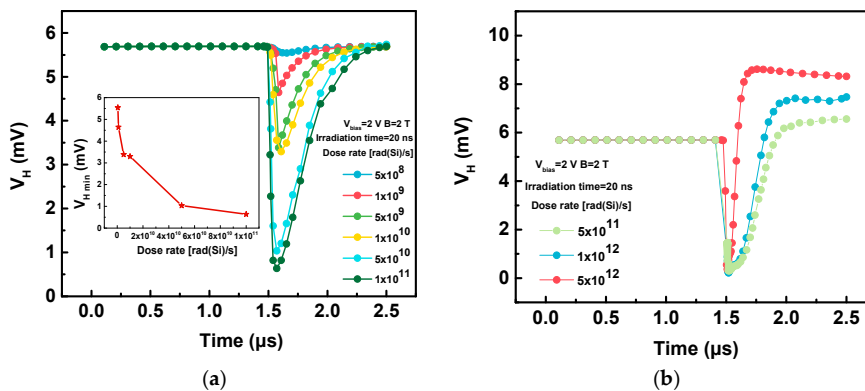 6
5
4
3
2
1
0
V_H (mV)
0.0 0.5 1.0 1.5 2.0 2.5
Time (µs)
V_bias=2 V B=2 T
Irradiation time=20 ns
Dose rate [rad(Si)/s]
5x10^8
1x10^9
5x10^9
1x10^10
5x10^10
1x10^11
6
5
4
3
2
1
0
V_H min (mV)
0 2x10^10 4x10^10 6x10^10 8x10^10 1x10^11
Dose rate [rad(Si)/s]
(a)
10
8
6
4
2
0
V_H (mV)
0.0 0.5 1.0 1.5 2.0 2.5
Time (µs)
V_bias=2 V B=2 T
Irradiation time=20 ns
Dose rate [rad(Si)/s]
5x10^11
1x10^12
5x10^12
(b)